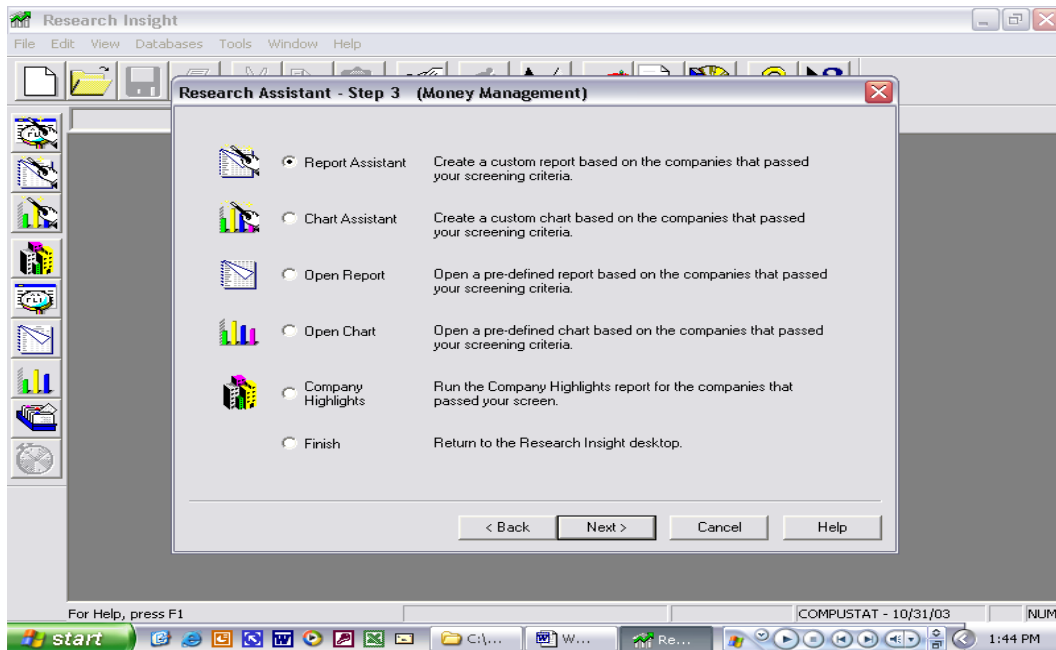 Research Insight
File Edit View Databases Tools Window Help
Research Assistant - Step 3 (Money Management)
Report Assistant
Create a custom report based on the companies that passed
your screening criteria.
Chart Assistant
Create a custom chart based on the companies that passed
your screening criteria.
Open Report
Open a pre-defined report based on the companies that passed
your screening criteria.
Open Chart
Open a pre-defined chart based on the companies that passed
your screening criteria.
Company
Highlights
Run the Company Highlights report for the companies that
passed your screen.
Finish
Return to the Research Insight desktop.
< Back Next > Cancel Help
For Help, press F1 COMPUSTAT - 10/31/03 NUM
start C:\... W... Re... 1:44 PM